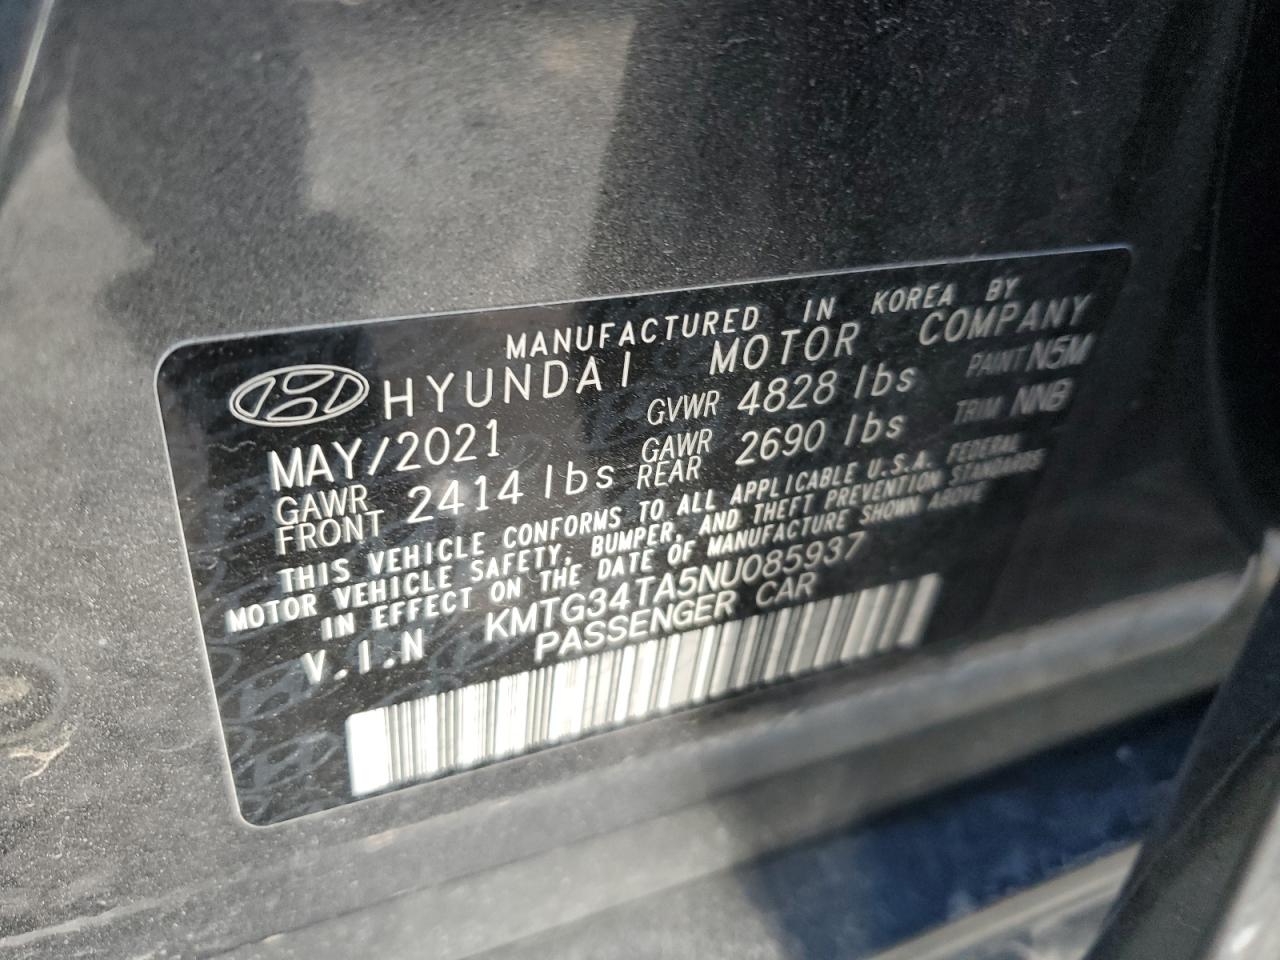 MANUFACTURED IN KOREA BY
HYUNDAI MOTOR COMPANY
MAY/2021 GVWR 4828 lbs PAINT N5M
GAWR FRONT 2414 lbs GAWR REAR 2690 lbs TRIM NNB
THIS VEHICLE CONFORMS TO ALL APPLICABLE U.S.A. FEDERAL
MOTOR VEHICLE SAFETY, BUMPER, AND THEFT PREVENTION STANDARDS
IN EFFECT ON THE DATE OF MANUFACTURE SHOWN ABOVE
V.I.N KMTG34TA5NU085937
PASSENGER CAR